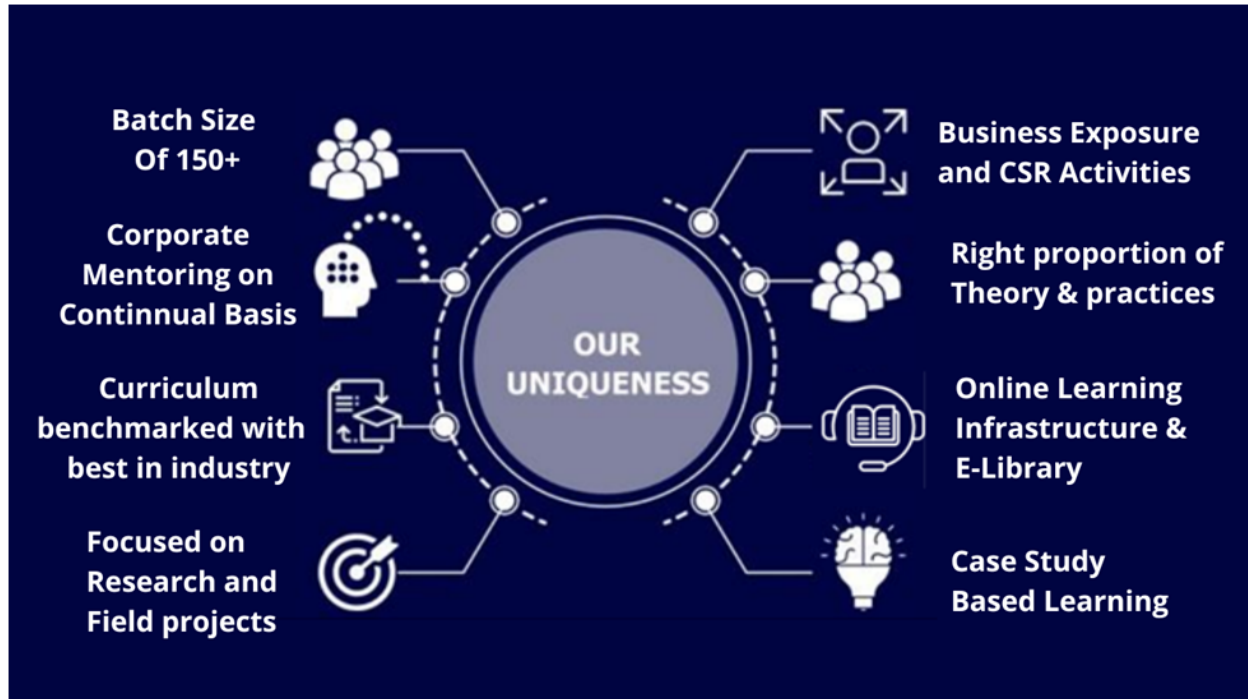 Batch Size
Of 150+
Corporate
Mentoring on
Continnual Basis
Curriculum
benchmarked with
best in industry
Focused on
Research and
Field projects
OUR
UNIQUENESS
Business Exposure
and CSR Activities
Right proportion of
Theory & practices
Online Learning
Infrastructure &
E-Library
Case Study
Based Learning